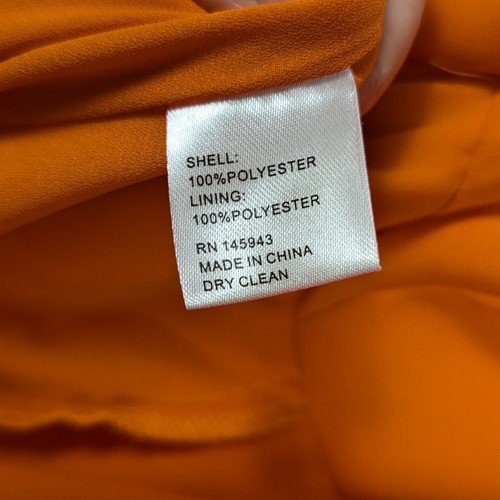 SHELL:
100%POLYESTER
LINING:
100%POLYESTER
RN 145943
MADE IN CHINA
DRY CLEAN